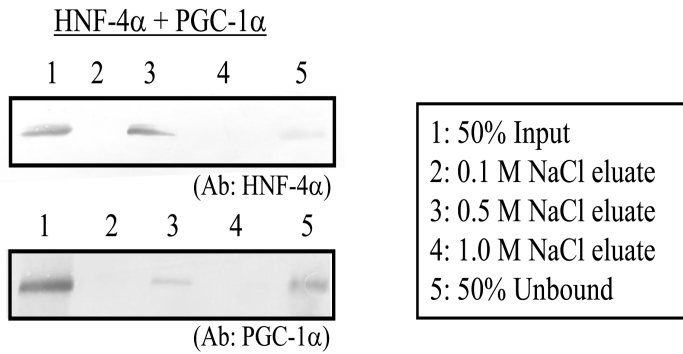 HNF-4α + PGC-1α
1 2 3 4 5
(Ab: HNF-4α)
1 2 3 4 5
(Ab: PGC-1α)
1: 50% Input
2: 0.1 M NaCl eluate
3: 0.5 M NaCl eluate
4: 1.0 M NaCl eluate
5: 50% Unbound